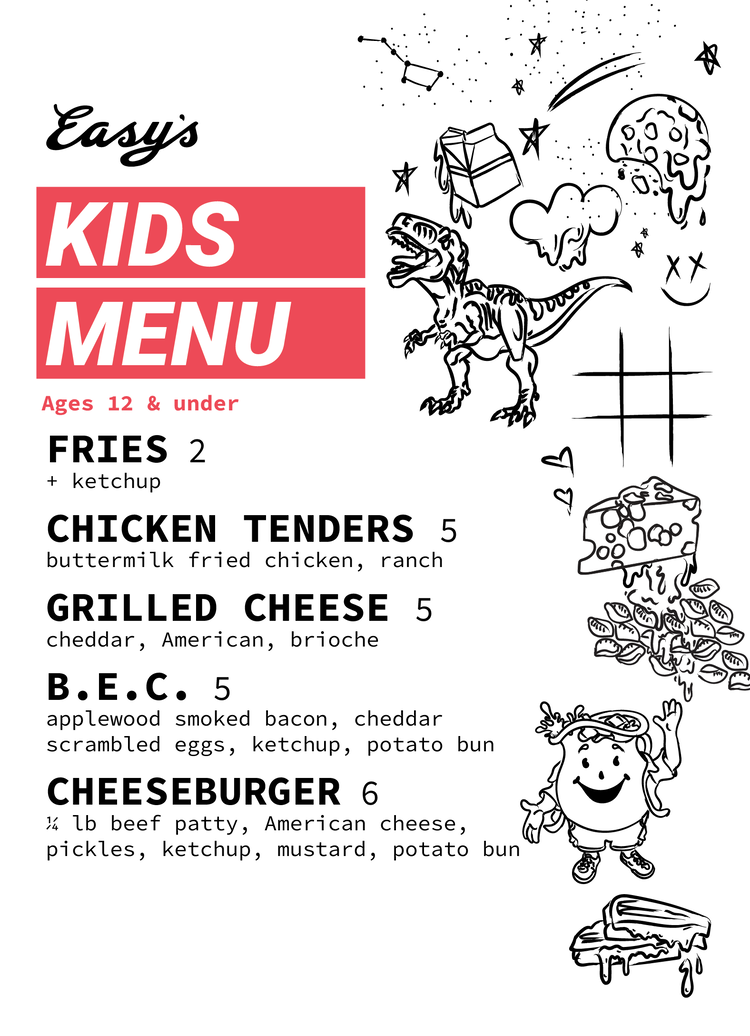 Easy's
KIDS
MENU
Ages 12 & under
FRIES 2
+ ketchup
CHICKEN TENDERS 5
buttermilk fried chicken, ranch
GRILLED CHEESE 5
cheddar, American, brioche
B.E.C. 5
applewood smoked bacon, cheddar
scrambled eggs, ketchup, potato bun
CHEESEBURGER 6
¼ lb beef patty, American cheese,
pickles, ketchup, mustard, potato bun